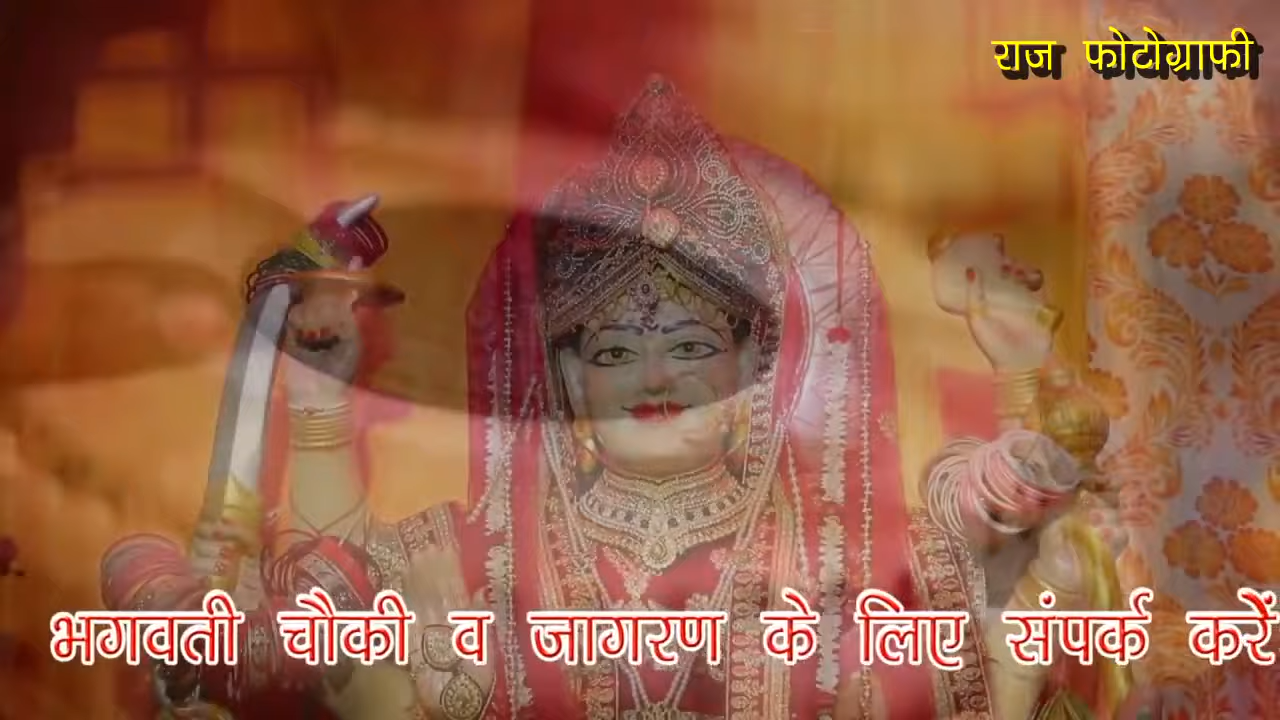 राज फोटोग्राफी
भगवती चौकी व जागरण के लिए संपर्क करें